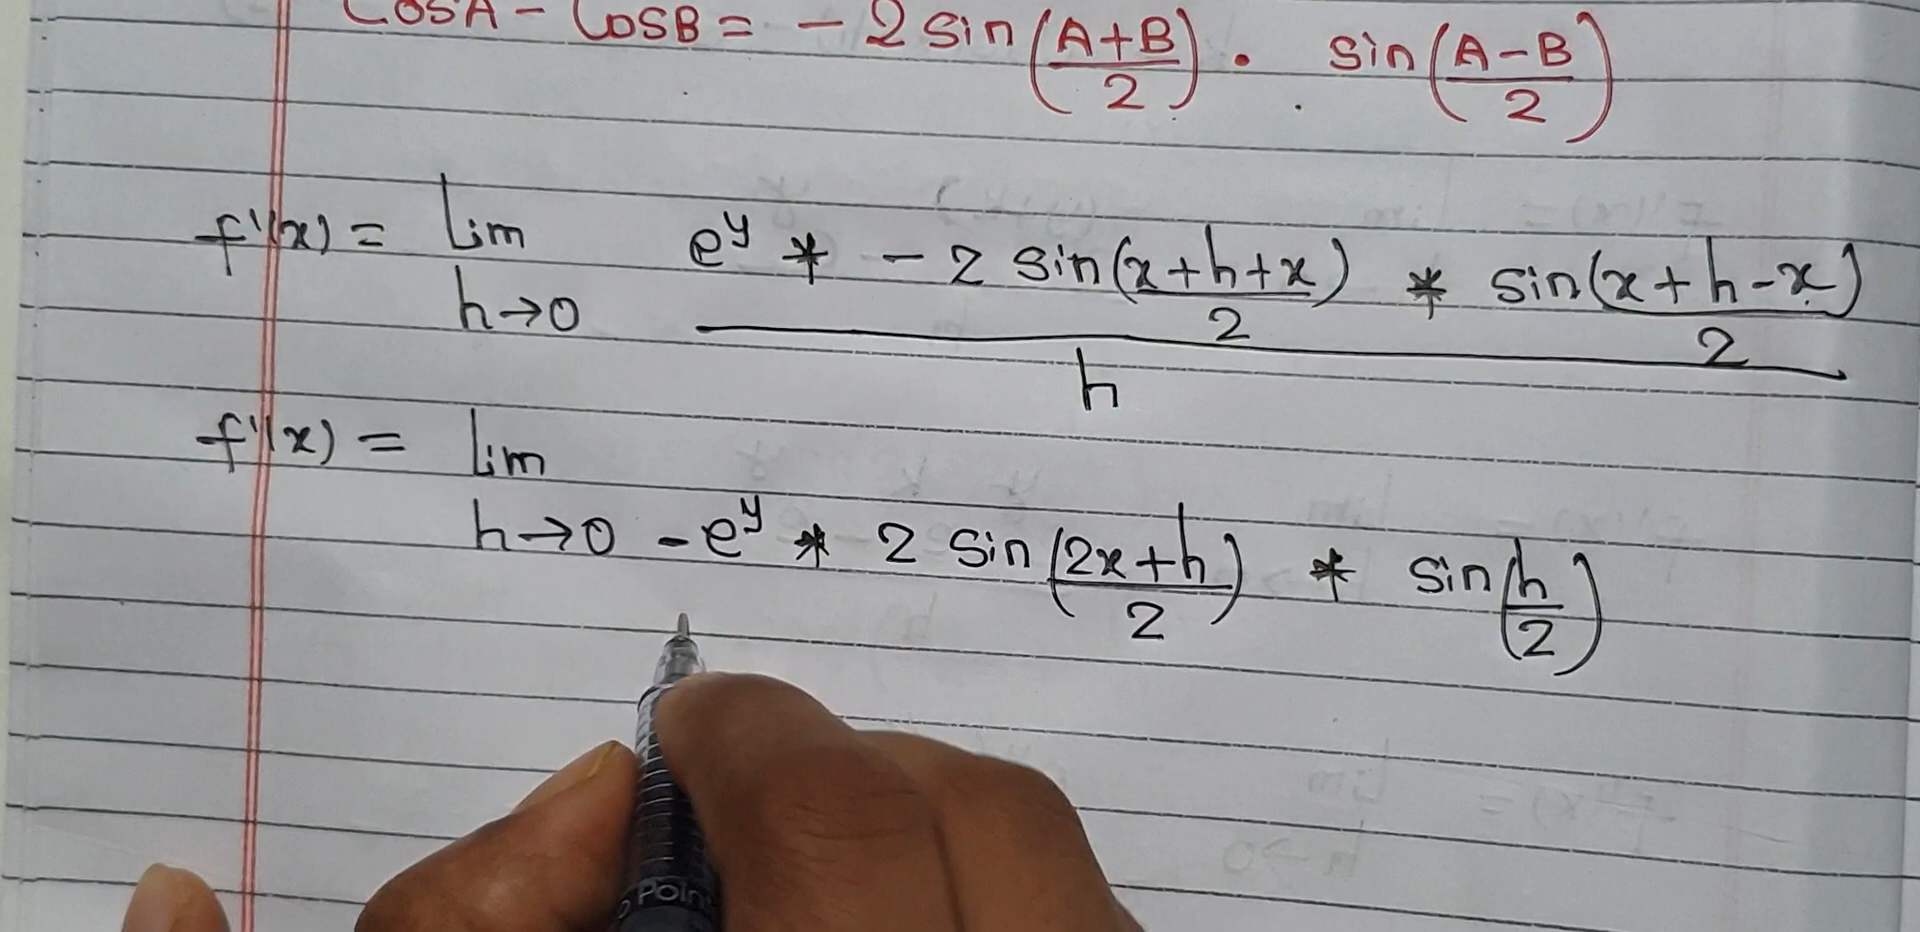 CosA - CosB = - 2 sin (A+B/2) · sin (A-B/2)
f'(x) = lim h→0 e^y * - 2 sin(x+h+x)/2 * sin(x+h-x)/2 / h
f'(x) = lim
h→0 - e^y * 2 sin (2x+h/2) * sin (h/2)
Point